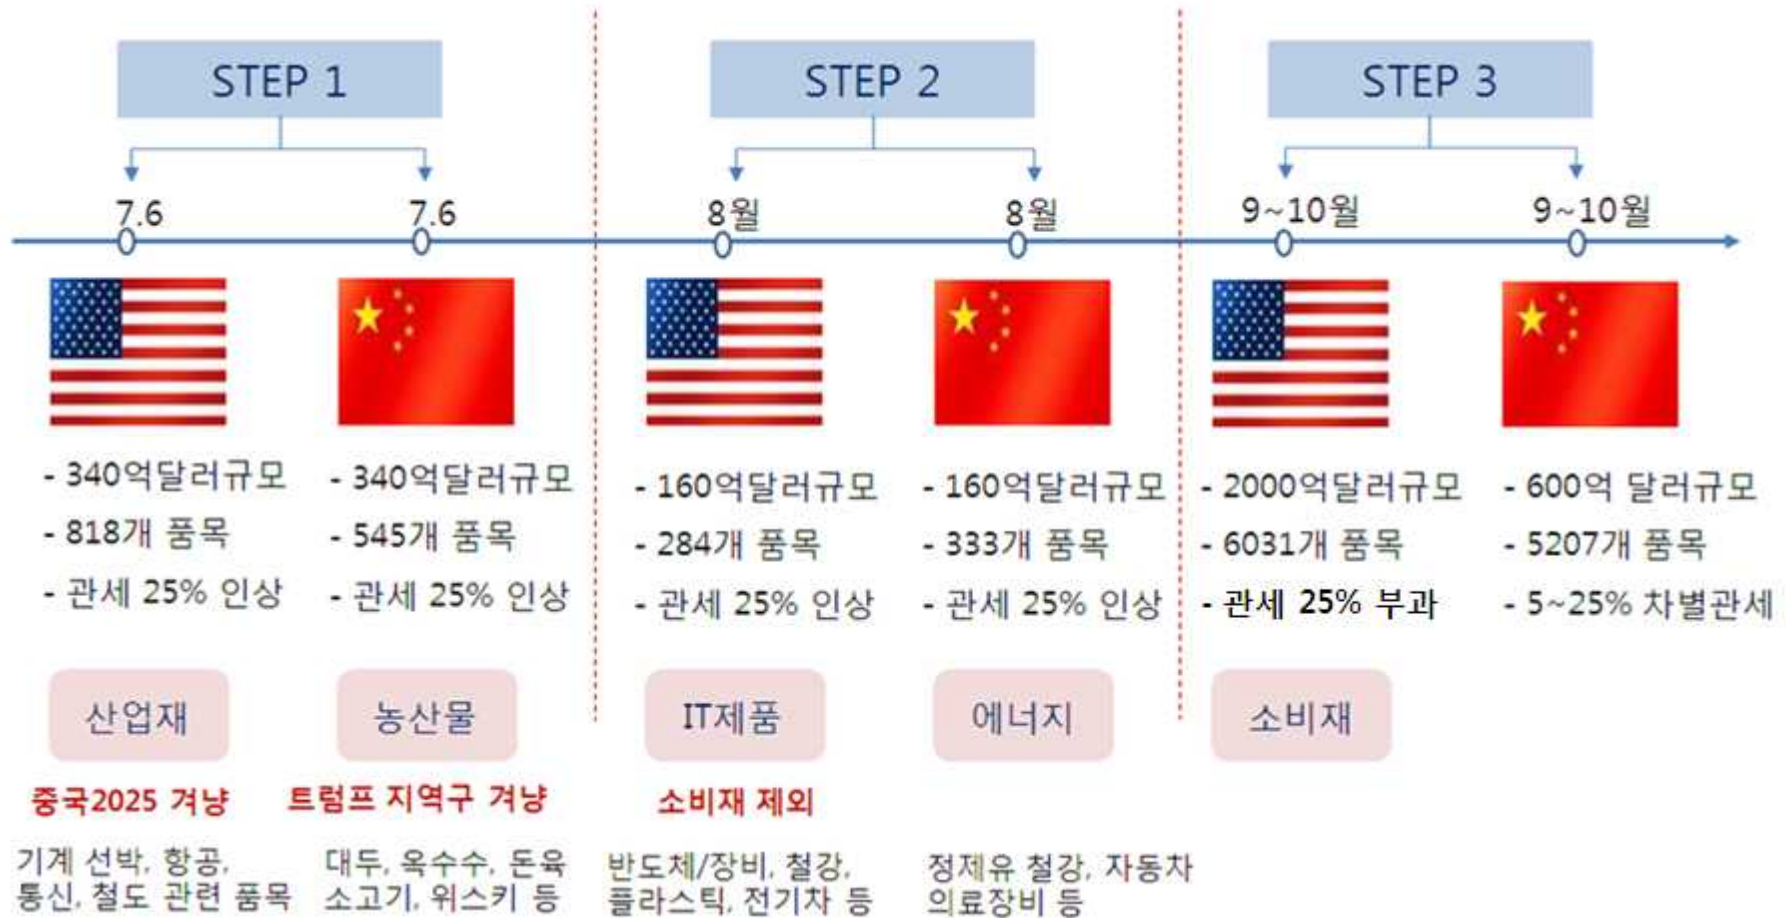 STEP 1
STEP 2
STEP 3
7.6
7.6
8월
8월
9~10월
9~10월
- 340억달러규모
- 818개 품목
- 관세 25% 인상
- 340억달러규모
- 545개 품목
- 관세 25% 인상
- 160억달러규모
- 284개 품목
- 관세 25% 인상
- 160억달러규모
- 333개 품목
- 관세 25% 인상
- 2000억달러규모
- 6031개 품목
- 관세 25% 부과
- 600억 달러규모
- 5207개 품목
- 5~25% 차별관세
산업재
농산물
IT제품
에너지
소비재
중국2025 겨냥
트럼프 지역구 겨냥
소비재 제외
기계 선박, 항공,
통신, 철도 관련 품목
대두, 옥수수, 돈육
소고기, 위스키 등
반도체/장비, 철강,
플라스틱, 전기차 등
정제유 철강, 자동차
의료장비 등